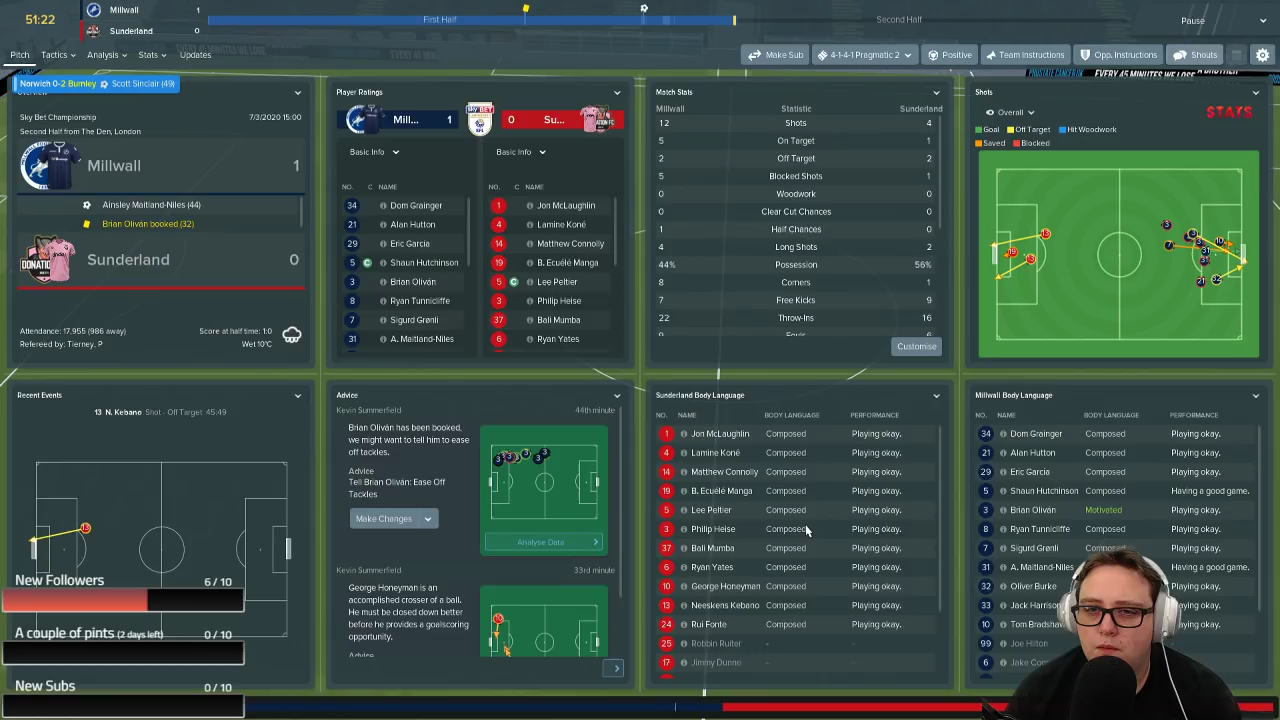 51:22
Millwall 1
Sunderland 0
First Half
Second Half
Pause
Pitch
Tactics
Analysis
Stats
Updates
Make Sub
4-1-4-1 Pragmatic 2
Positive
Team Instructions
Opp. Instructions
Shouts
Norwich 0-2 Burnley Scott Sinclair (49)
Sky Bet Championship 7/3/2020 15:00
Second Half from The Den, London
Millwall 1
Ainsley Maitland-Niles (44)
Brian Oliván booked (32)
Sunderland 0
Attendance: 17,955 (986 away) Score at half time: 1:0
Refereed by: Tierney, P Wet 10°C
Player Ratings
Mill... 1
0 Su...
Basic Info
Basic Info
NO. C NAME
34 Dom Grainger
21 Alan Hutton
29 Eric Garcia
5 C Shaun Hutchinson
3 Brian Oliván
8 Ryan Tunnicliffe
7 Sigurd Grønli
31 A. Maitland-Niles
NO. C NAME
1 Jon McLaughlin
4 Lamine Koné
14 Matthew Connolly
19 B. Ecuélé Manga
5 C Lee Peltier
3 Philip Heise
37 Bali Mumba
6 Ryan Yates
Match Stats
Millwall Statistic Sunderland
12 Shots 4
5 On Target 1
2 Off Target 2
5 Blocked Shots 1
0 Woodwork 0
0 Clear Cut Chances 0
1 Half Chances 0
4 Long Shots 2
44% Possession 56%
8 Corners 1
7 Free Kicks 9
22 Throw-Ins 16
9 Fouls 6
Customise
Shots
Overall
STATS
Goal Off Target Hit Woodwork
Saved Blocked
Recent Events
13 N. Kebano Shot - Off Target 45:49
13
Advice
Kevin Summerfield 44th minute
Brian Oliván has been booked,
we might want to tell him to ease
off tackles.
Advice
Tell Brian Oliván: Ease Off
Tackles
Make Changes
Analyse Data
Kevin Summerfield 33rd minute
George Honeyman is an
accomplished crosser of a ball.
He must be closed down better
before he provides a goalscoring
opportunity.
Sunderland Body Language
NO. NAME BODY LANGUAGE PERFORMANCE
1 Jon McLaughlin Composed Playing okay.
4 Lamine Koné Composed Playing okay.
14 Matthew Connolly Composed Playing okay.
19 B. Ecuélé Manga Composed Playing okay.
5 Lee Peltier Composed Playing okay.
3 Philip Heise Composed Playing okay.
37 Bali Mumba Composed Playing okay.
6 Ryan Yates Composed Playing okay.
10 George Honeyman Composed Playing okay.
13 Neeskens Kebano Composed Playing okay.
24 Rui Fonte Composed Playing okay.
25 Robbin Ruiter - -
17 Jimmy Dunne - -
Millwall Body Language
NO. NAME BODY LANGUAGE PERFORMANCE
34 Dom Grainger Composed Playing okay.
21 Alan Hutton Composed Playing okay.
29 Eric Garcia Composed Playing okay.
5 Shaun Hutchinson Composed Having a good game.
3 Brian Oliván Motivated Playing okay.
8 Ryan Tunnicliffe Composed Playing okay.
7 Sigurd Grønli Composed Playing okay.
31 A. Maitland-Niles Having a good game.
32 Oliver Burke Playing okay.
33 Jack Harrison Playing okay.
10 Tom Bradshaw Playing okay.
99 Joe Hilton
6 Jake
New Followers 6/10
A couple of pints (2 days left) 0/10
New Subs 0/10